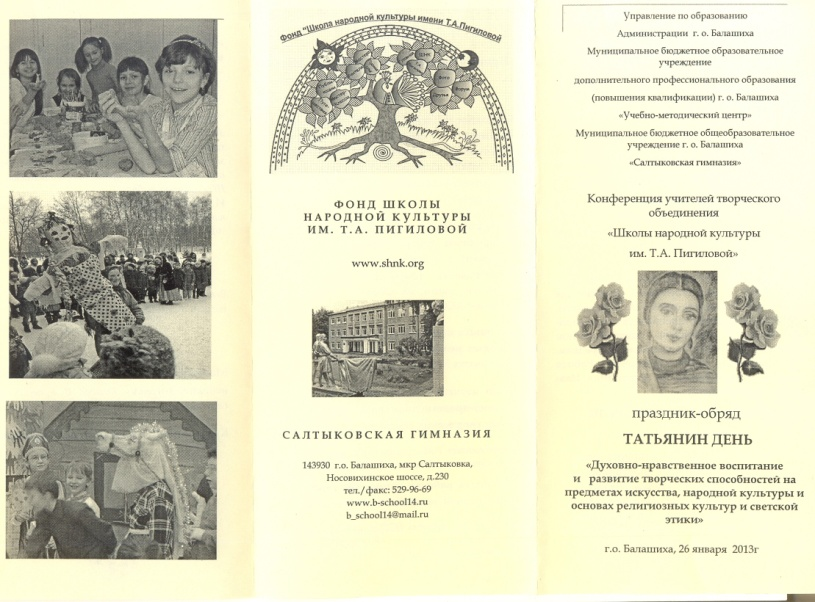 Фонд "Школа народной культуры имени Т.А.Пигиловой
ФОНД ШКОЛЫ
НАРОДНОЙ КУЛЬТУРЫ
ИМ. Т.А. ПИГИЛОВОЙ
www.shnk.org
САЛТЫКОВСКАЯ ГИМНАЗИЯ
143930 г.о. Балашиха, мкр Салтыковка,
Носовихинское шоссе, д.230
тел./факс: 529-96-69
www.b-school14.ru
b_school14@mail.ru
Управление по образованию
Администрации г. о. Балашиха
Муниципальное бюджетное образовательное
учреждение
дополнительного профессионального образования
(повышения квалификации) г. о. Балашиха
«Учебно-методический центр»
Муниципальное бюджетное общеобразовательное
учреждение г. о. Балашиха
«Салтыковская гимназия»
Конференция учителей творческого
объединения
«Школы народной культуры
им. Т.А. Пигиловой»
праздник-обряд
ТАТЬЯНИН ДЕНЬ
«Духовно-нравственное воспитание
и развитие творческих способностей на
предметах искусства, народной культуры и
основах религиозных культур и светской
этики»
г.о. Балашиха, 26 января 2013г